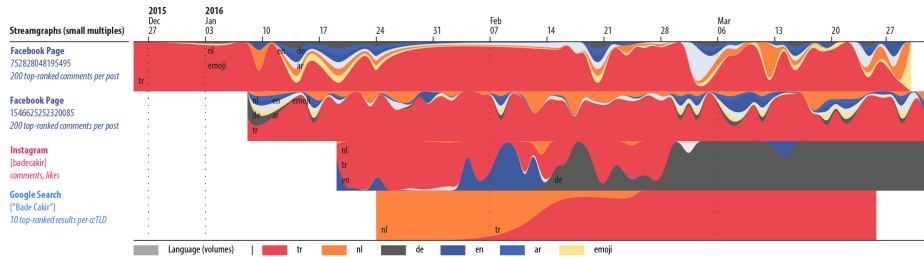 2015 2016
Dec Jan Feb Mar
Streamgraphs (small multiples) 27 03 10 17 24 31 07 14 21 28 06 13 20 27
Facebook Page
752828048195495
200 top-ranked comments per post
nl en de
emoji ar
tr
Facebook Page
1546625252320085
200 top-ranked comments per post
nl en emoji
de ar
tr
Instagram
[badecakir]
comments, likes
nl
tr
en de
Google Search
["Bade Cakir"]
10 top-ranked results per ccTLD
nl tr
Language (volumes) | tr nl de en ar emoji